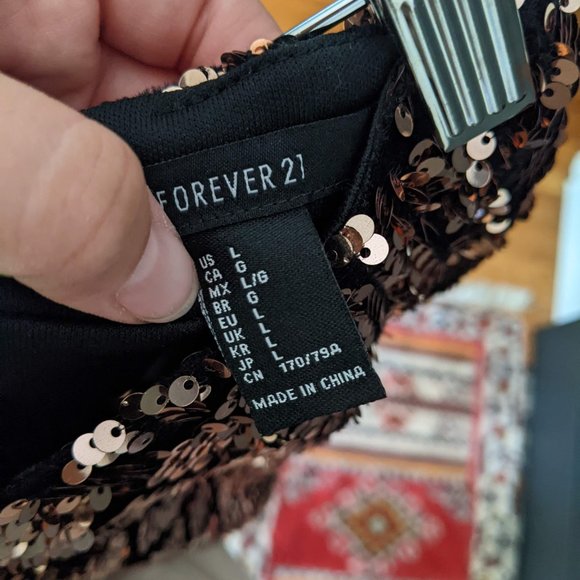 FOREVER 21
US L
CA G
MX L/G
BR G
EU L
UK L
KR L
JP L
CN 170/79A
MADE IN CHINA